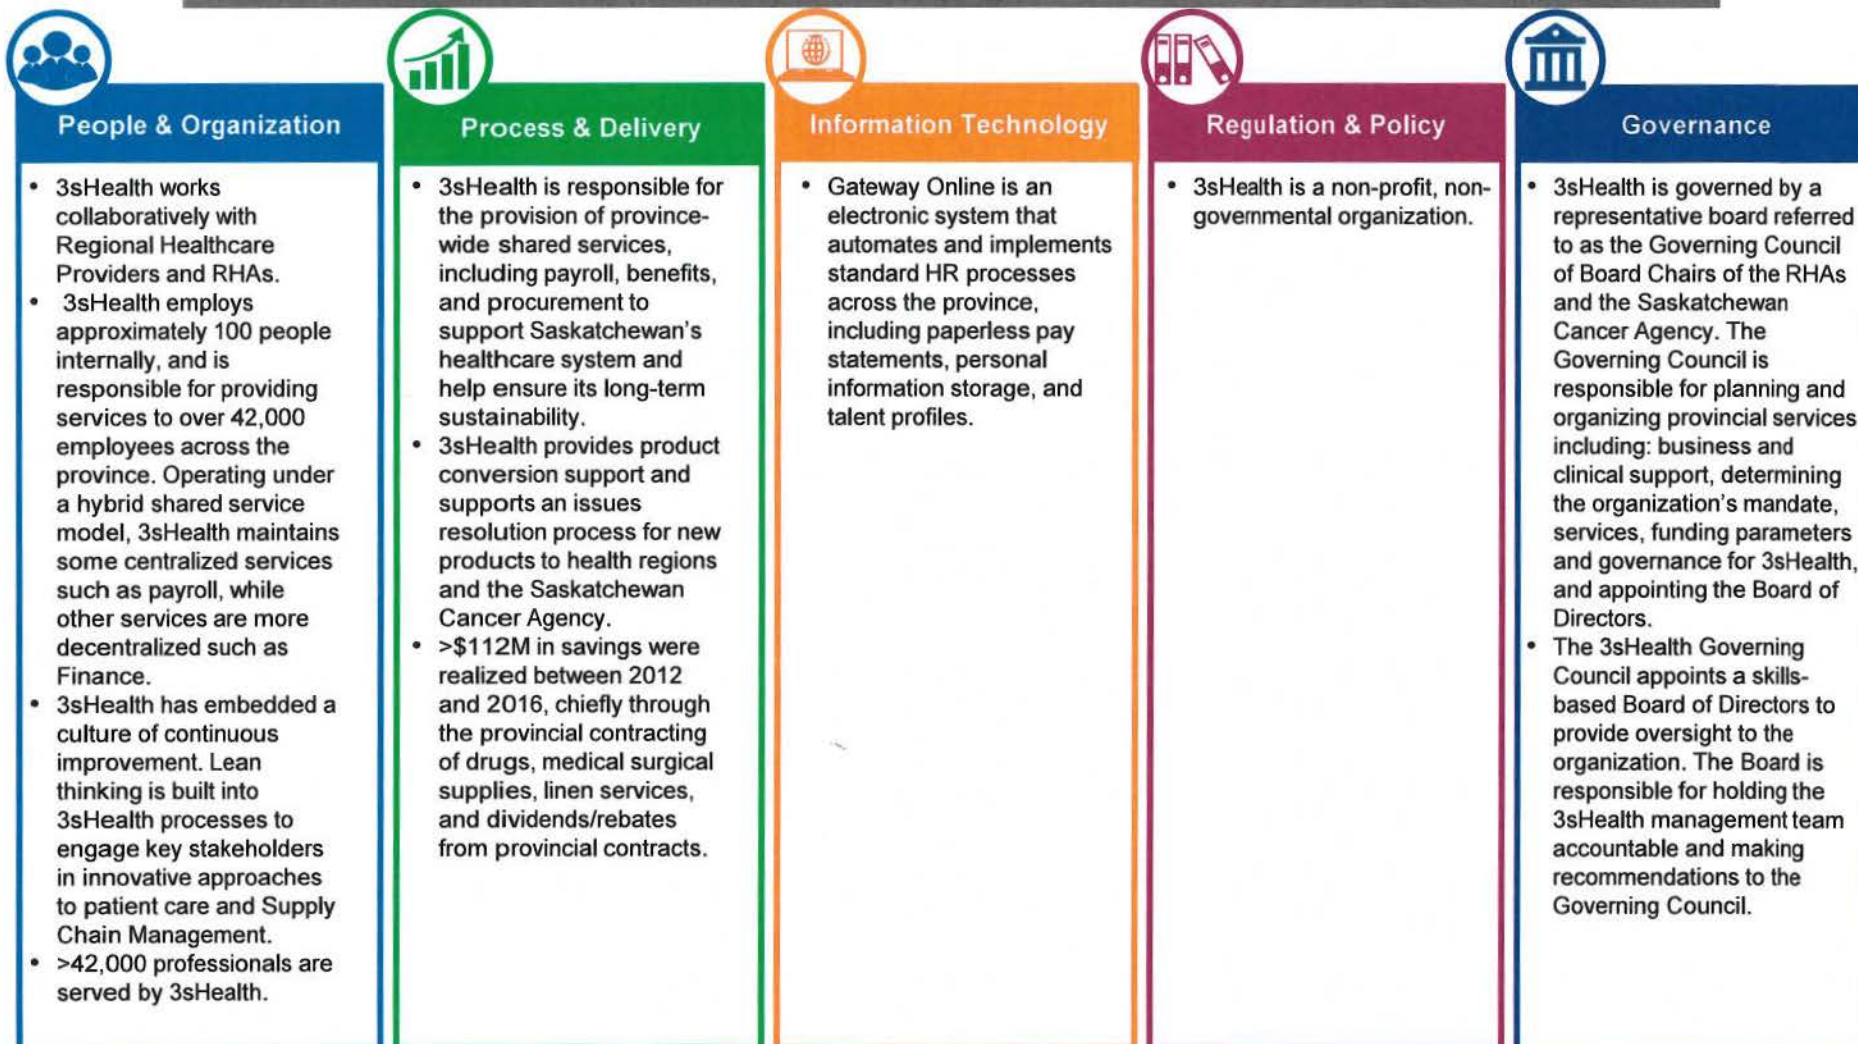 People & Organization
• 3sHealth works
collaboratively with
Regional Healthcare
Providers and RHAs.
• 3sHealth employs
approximately 100 people
internally, and is
responsible for providing
services to over 42,000
employees across the
province. Operating under
a hybrid shared service
model, 3sHealth maintains
some centralized services
such as payroll, while
other services are more
decentralized such as
Finance.
• 3sHealth has embedded a
culture of continuous
improvement. Lean
thinking is built into
3sHealth processes to
engage key stakeholders
in innovative approaches
to patient care and Supply
Chain Management.
• >42,000 professionals are
served by 3sHealth.
Process & Delivery
• 3sHealth is responsible for
the provision of province-
wide shared services,
including payroll, benefits,
and procurement to
support Saskatchewan's
healthcare system and
help ensure its long-term
sustainability.
• 3sHealth provides product
conversion support and
supports an issues
resolution process for new
products to health regions
and the Saskatchewan
Cancer Agency.
• >$112M in savings were
realized between 2012
and 2016, chiefly through
the provincial contracting
of drugs, medical surgical
supplies, linen services,
and dividends/rebates
from provincial contracts.
Information Technology
• Gateway Online is an
electronic system that
automates and implements
standard HR processes
across the province,
including paperless pay
statements, personal
information storage, and
talent profiles.
Regulation & Policy
• 3sHealth is a non-profit, non-
governmental organization.
Governance
• 3sHealth is governed by a
representative board referred
to as the Governing Council
of Board Chairs of the RHAs
and the Saskatchewan
Cancer Agency. The
Governing Council is
responsible for planning and
organizing provincial services
including: business and
clinical support, determining
the organization's mandate,
services, funding parameters
and governance for 3sHealth,
and appointing the Board of
Directors.
• The 3sHealth Governing
Council appoints a skills-
based Board of Directors to
provide oversight to the
organization. The Board is
responsible for holding the
3sHealth management team
accountable and making
recommendations to the
Governing Council.